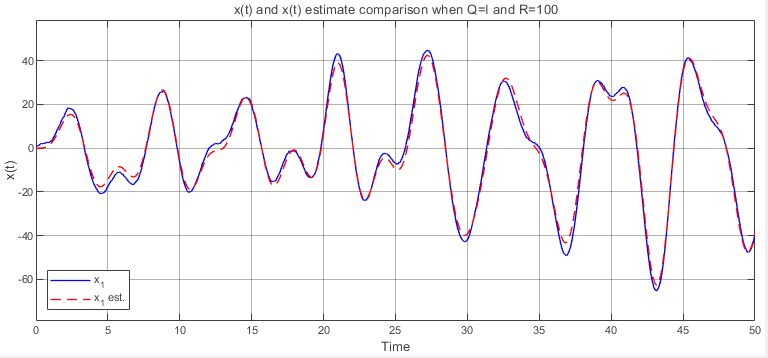 x(t) and x(t) estimate comparison when Q=I and R=100
x(t)
40
20
0
-20
-40
-60
x1
x1 est.
0 5 10 15 20 25 30 35 40 45 50
Time